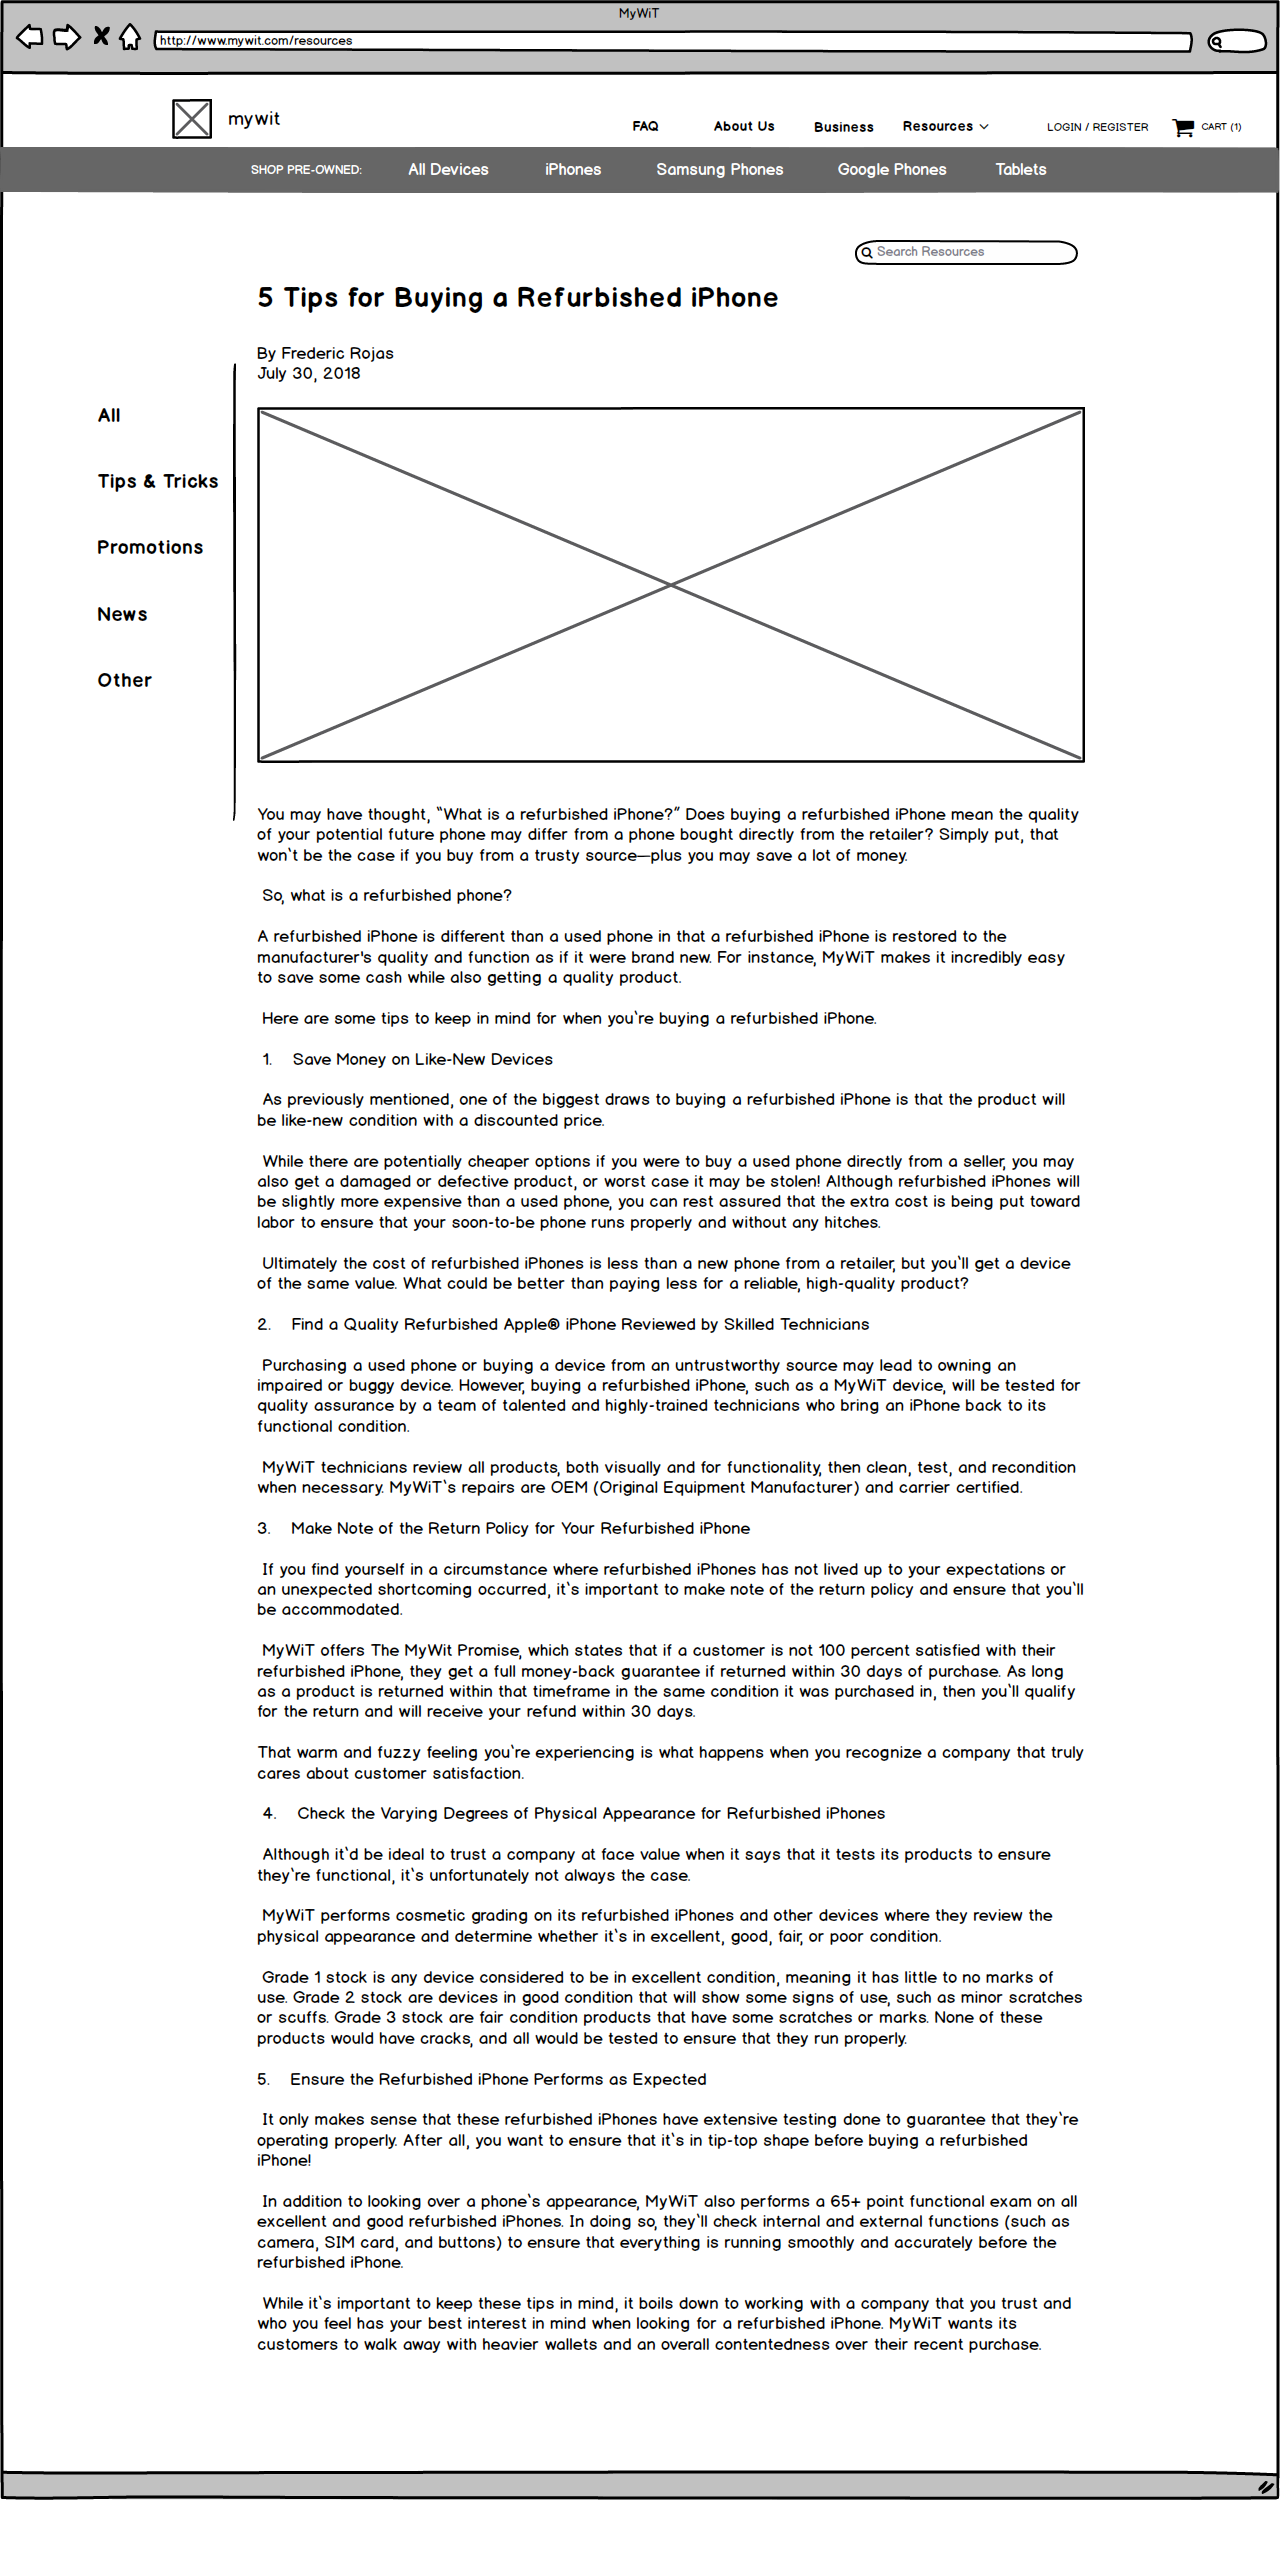 MyWiT
http://www.mywit.com/resources
mywit
FAQ
About Us
Business
Resources
LOGIN / REGISTER
CART (1)
SHOP PRE-OWNED:
All Devices
iPhones
Samsung Phones
Google Phones
Tablets
Search Resources
5 Tips for Buying a Refurbished iPhone
By Frederic Rojas
July 30, 2018
All
Tips & Tricks
Promotions
News
Other
You may have thought, “What is a refurbished iPhone?” Does buying a refurbished iPhone mean the quality
of your potential future phone may differ from a phone bought directly from the retailer? Simply put, that
won`t be the case if you buy from a trusty source—plus you may save a lot of money.
So, what is a refurbished phone?
A refurbished iPhone is different than a used phone in that a refurbished iPhone is restored to the
manufacturer's quality and function as if it were brand new. For instance, MyWiT makes it incredibly easy
to save some cash while also getting a quality product.
Here are some tips to keep in mind for when you`re buying a refurbished iPhone.
1. Save Money on Like-New Devices
As previously mentioned, one of the biggest draws to buying a refurbished iPhone is that the product will
be like-new condition with a discounted price.
While there are potentially cheaper options if you were to buy a used phone directly from a seller, you may
also get a damaged or defective product, or worst case it may be stolen! Although refurbished iPhones will
be slightly more expensive than a used phone, you can rest assured that the extra cost is being put toward
labor to ensure that your soon-to-be phone runs properly and without any hitches.
Ultimately the cost of refurbished iPhones is less than a new phone from a retailer, but you`ll get a device
of the same value. What could be better than paying less for a reliable, high-quality product?
2. Find a Quality Refurbished Apple® iPhone Reviewed by Skilled Technicians
Purchasing a used phone or buying a device from an untrustworthy source may lead to owning an
impaired or buggy device. However, buying a refurbished iPhone, such as a MyWiT device, will be tested for
quality assurance by a team of talented and highly-trained technicians who bring an iPhone back to its
functional condition.
MyWiT technicians review all products, both visually and for functionality, then clean, test, and recondition
when necessary. MyWiT`s repairs are OEM (Original Equipment Manufacturer) and carrier certified.
3. Make Note of the Return Policy for Your Refurbished iPhone
If you find yourself in a circumstance where refurbished iPhones has not lived up to your expectations or
an unexpected shortcoming occurred, it`s important to make note of the return policy and ensure that you`ll
be accommodated.
MyWiT offers The MyWit Promise, which states that if a customer is not 100 percent satisfied with their
refurbished iPhone, they get a full money-back guarantee if returned within 30 days of purchase. As long
as a product is returned within that timeframe in the same condition it was purchased in, then you`ll qualify
for the return and will receive your refund within 30 days.
That warm and fuzzy feeling you`re experiencing is what happens when you recognize a company that truly
cares about customer satisfaction.
4. Check the Varying Degrees of Physical Appearance for Refurbished iPhones
Although it`d be ideal to trust a company at face value when it says that it tests its products to ensure
they`re functional, it`s unfortunately not always the case.
MyWiT performs cosmetic grading on its refurbished iPhones and other devices where they review the
physical appearance and determine whether it`s in excellent, good, fair, or poor condition.
Grade 1 stock is any device considered to be in excellent condition, meaning it has little to no marks of
use. Grade 2 stock are devices in good condition that will show some signs of use, such as minor scratches
or scuffs. Grade 3 stock are fair condition products that have some scratches or marks. None of these
products would have cracks, and all would be tested to ensure that they run properly.
5. Ensure the Refurbished iPhone Performs as Expected
It only makes sense that these refurbished iPhones have extensive testing done to guarantee that they`re
operating properly. After all, you want to ensure that it`s in tip-top shape before buying a refurbished
iPhone!
In addition to looking over a phone`s appearance, MyWiT also performs a 65+ point functional exam on all
excellent and good refurbished iPhones. In doing so, they`ll check internal and external functions (such as
camera, SIM card, and buttons) to ensure that everything is running smoothly and accurately before the
refurbished iPhone.
While it`s important to keep these tips in mind, it boils down to working with a company that you trust and
who you feel has your best interest in mind when looking for a refurbished iPhone. MyWiT wants its
customers to walk away with heavier wallets and an overall contentedness over their recent purchase.